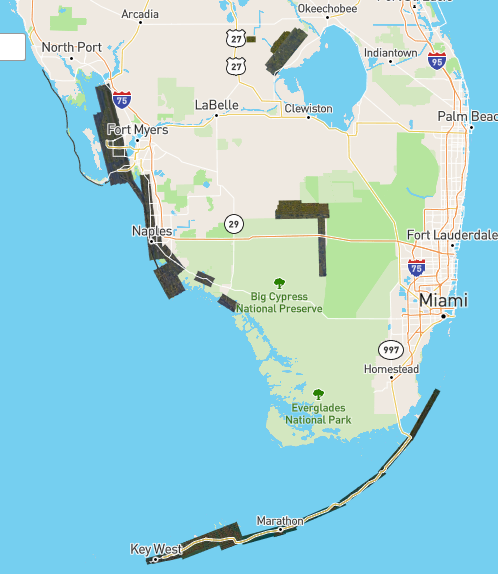 Okeechobee
Arcadia
27
North Port
Indiantown
27
95
75
LaBelle
Clewiston
Palm Beac
Fort Myers
29
Naples
Fort Lauderdale
75
Big Cypress
National Preserve
Miami
997
Homestead
Everglades
National Park
Marathon
Key West